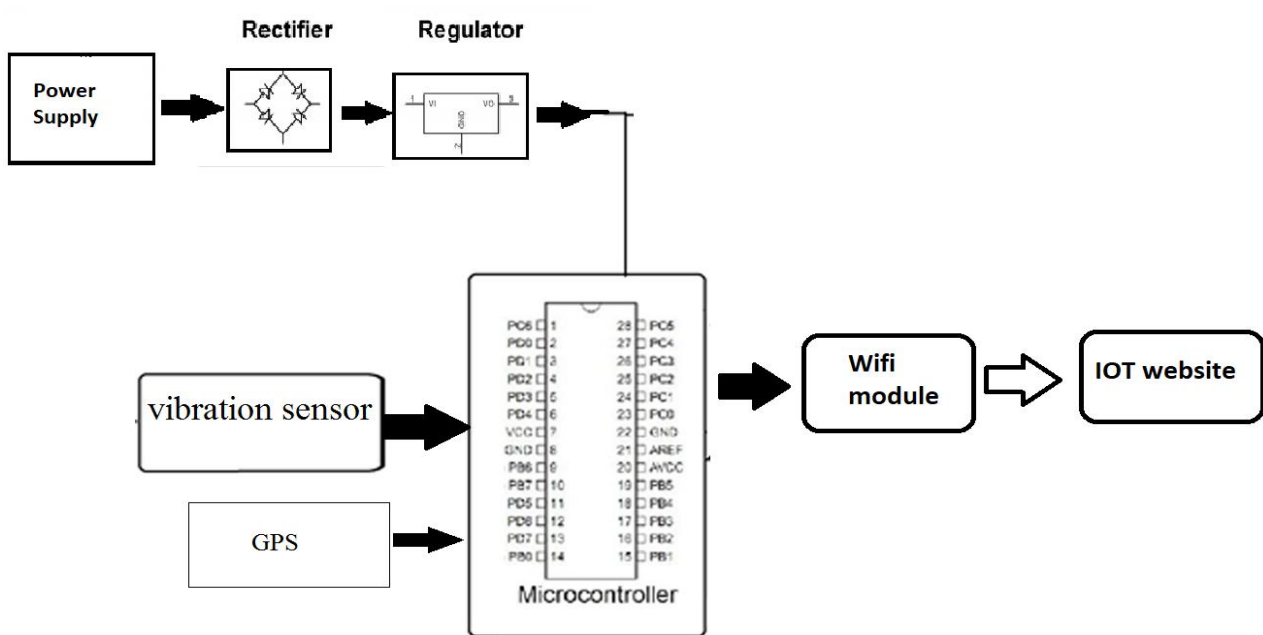 Rectifier
Regulator
Power
Supply
1
VI
VO
3
GND
2
PC6 1
28 PC5
PD0 2
27 PC4
PD1 3
26 PC3
PD2 4
25 PC2
PD3 5
24 PC1
PD4 6
23 PC0
VCC 7
22 GND
GND 8
21 AREF
PB6 9
20 AVCC
PB7 10
19 PB5
PD5 11
18 PB4
PD6 12
17 PB3
PD7 13
16 PB2
PB0 14
15 PB1
Microcontroller
vibration sensor
GPS
Wifi
module
IOT website